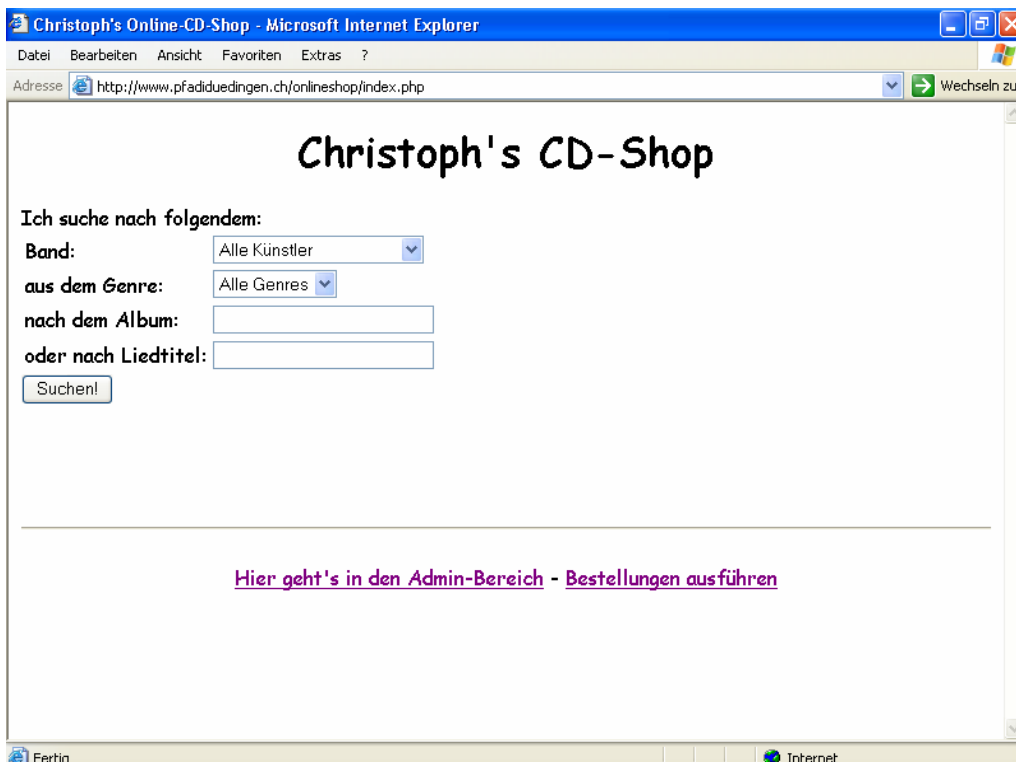 Christoph's Online-CD-Shop - Microsoft Internet Explorer
Datei Bearbeiten Ansicht Favoriten Extras ?
Adresse http://www.pfadiduedingen.ch/onlineshop/index.php Wechseln zu
Christoph's CD-Shop
Ich suche nach folgendem:
Band: Alle Künstler
aus dem Genre: Alle Genres
nach dem Album:
oder nach Liedtitel:
Suchen!
Hier geht's in den Admin-Bereich - Bestellungen ausführen
Fertig Internet